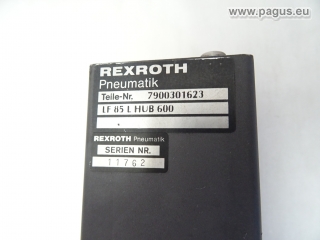 www.pagus.eu
REXROTH
Pneumatik
Teile-Nr. 7900301623
LF 85 L HUB 600
REXROTH Pneumatik
SERIEN NR.
11762